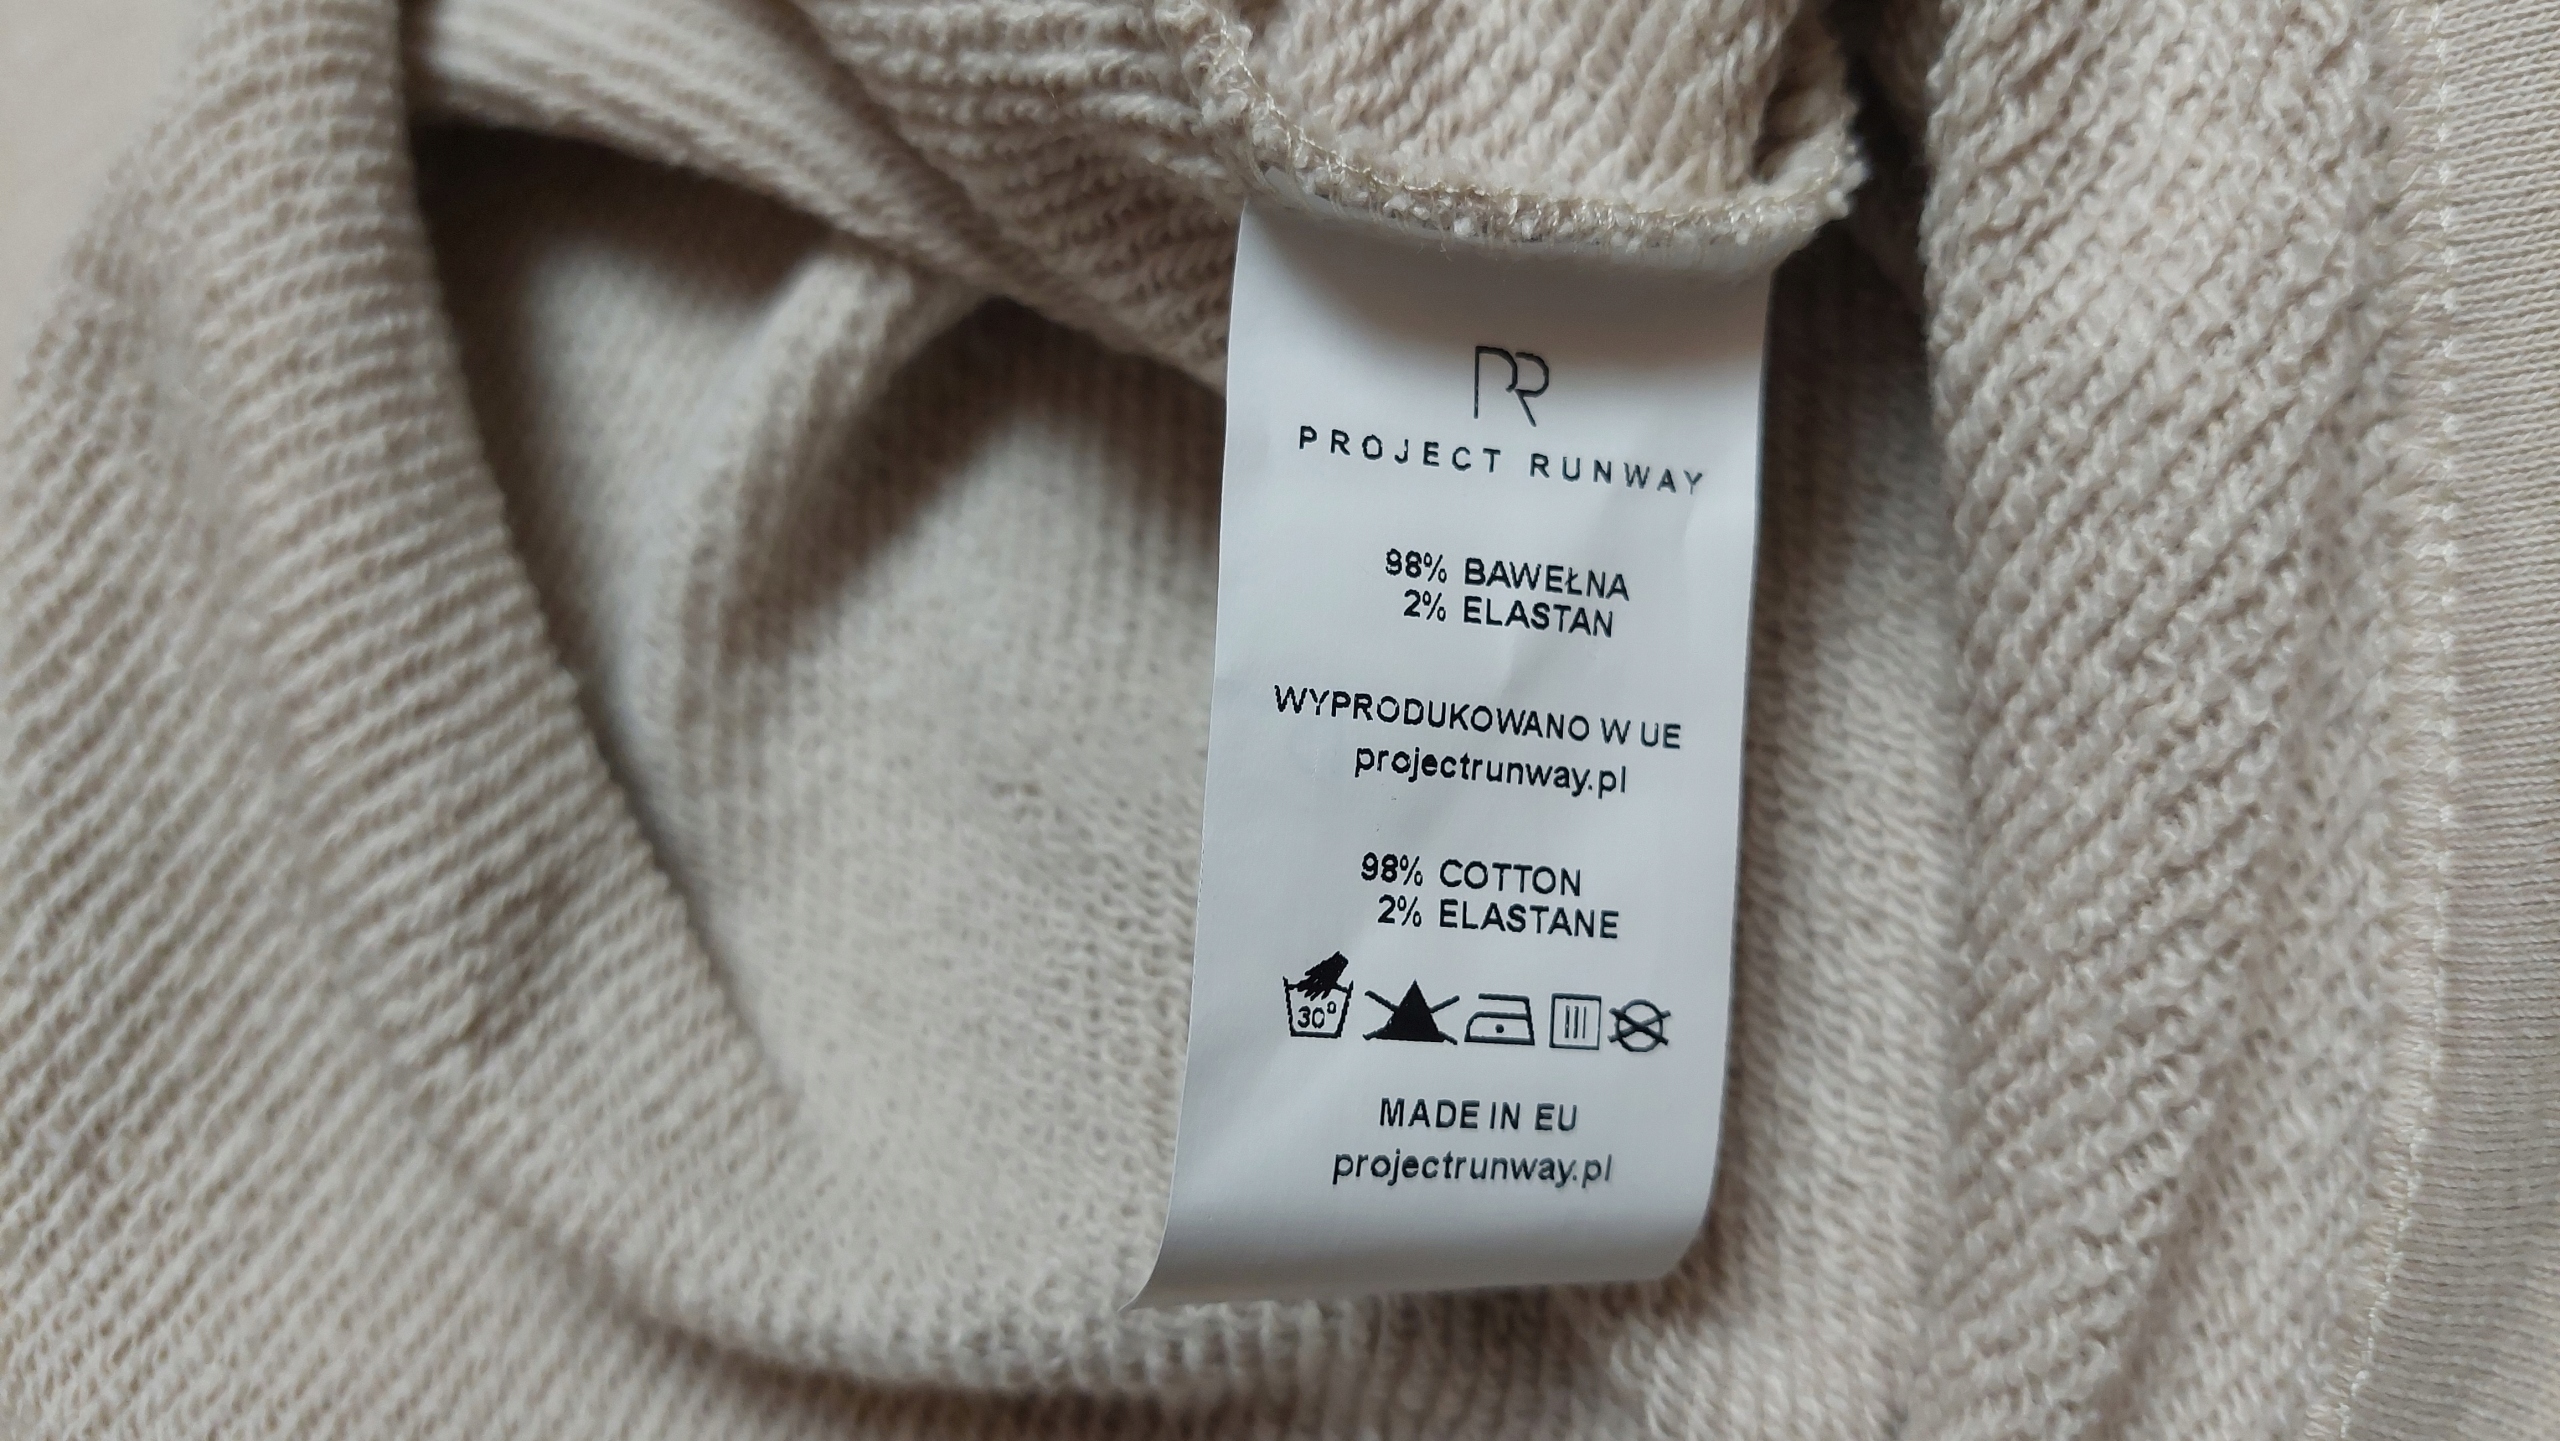 PR
PROJECT RUNWAY
98% BAWEŁNA
2% ELASTAN
WYPRODUKOWANO W UE
projectrunway.pl
98% COTTON
2% ELASTANE
30°
MADE IN EU
projectrunway.pl